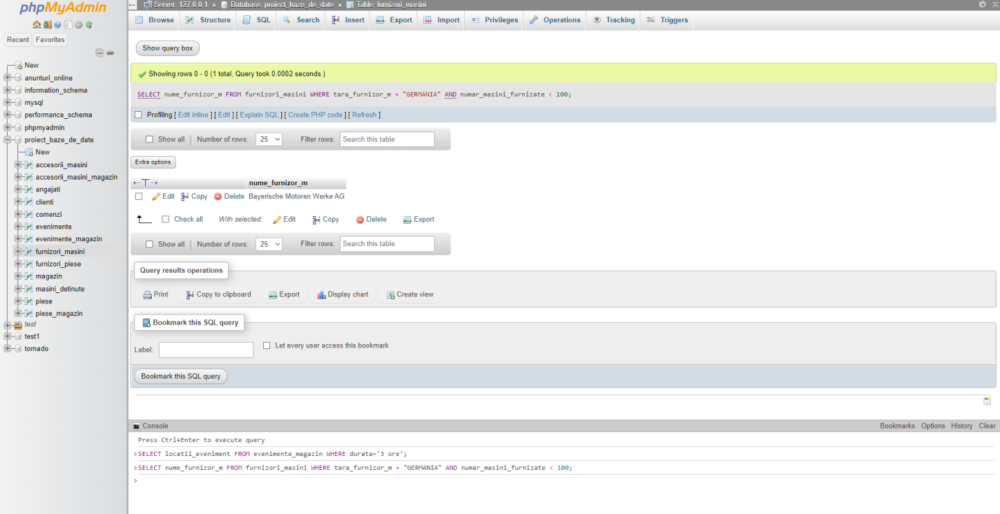 phpMyAdmin
Recent Favorites
New
anunturi_online
information_schema
mysql
performance_schema
phpmyadmin
proiect_baze_de_date
New
accesorii_masini
accesorii_masini_magazin
angajati
clienti
comenzi
evenimente
evenimente_magazin
furnizori_masini
furnizori_piese
magazin
masini_detinute
piese
piese_magazin
test
test1
tornado
Server: 127.0.0.1 » Database: proiect_baze_de_date » Table: furnizori_masini
Browse Structure SQL Search Insert Export Import Privileges Operations Tracking Triggers
Show query box
Showing rows 0 - 0 (1 total, Query took 0.0002 seconds.)
SELECT nume_furnizor_m FROM furnizori_masini WHERE tara_furnizor_m = "GERMANIA" AND numar_masini_furnizate < 100;
Profiling [ Edit inline ] [ Edit ] [ Explain SQL ] [ Create PHP code ] [ Refresh ]
Show all Number of rows: 25 Filter rows: Search this table
Extra options
←T→ nume_furnizor_m
Edit Copy Delete Bayerische Motoren Werke AG
Check all With selected: Edit Copy Delete Export
Show all Number of rows: 25 Filter rows: Search this table
Query results operations
Print Copy to clipboard Export Display chart Create view
Bookmark this SQL query
Label: Let every user access this bookmark
Bookmark this SQL query
Console Bookmarks Options History Clear
Press Ctrl+Enter to execute query
>SELECT locatii_eveniment FROM evenimente_magazin WHERE durata='3 ore';
>SELECT nume_furnizor_m FROM furnizori_masini WHERE tara_furnizor_m = "GERMANIA" AND numar_masini_furnizate < 100;
>